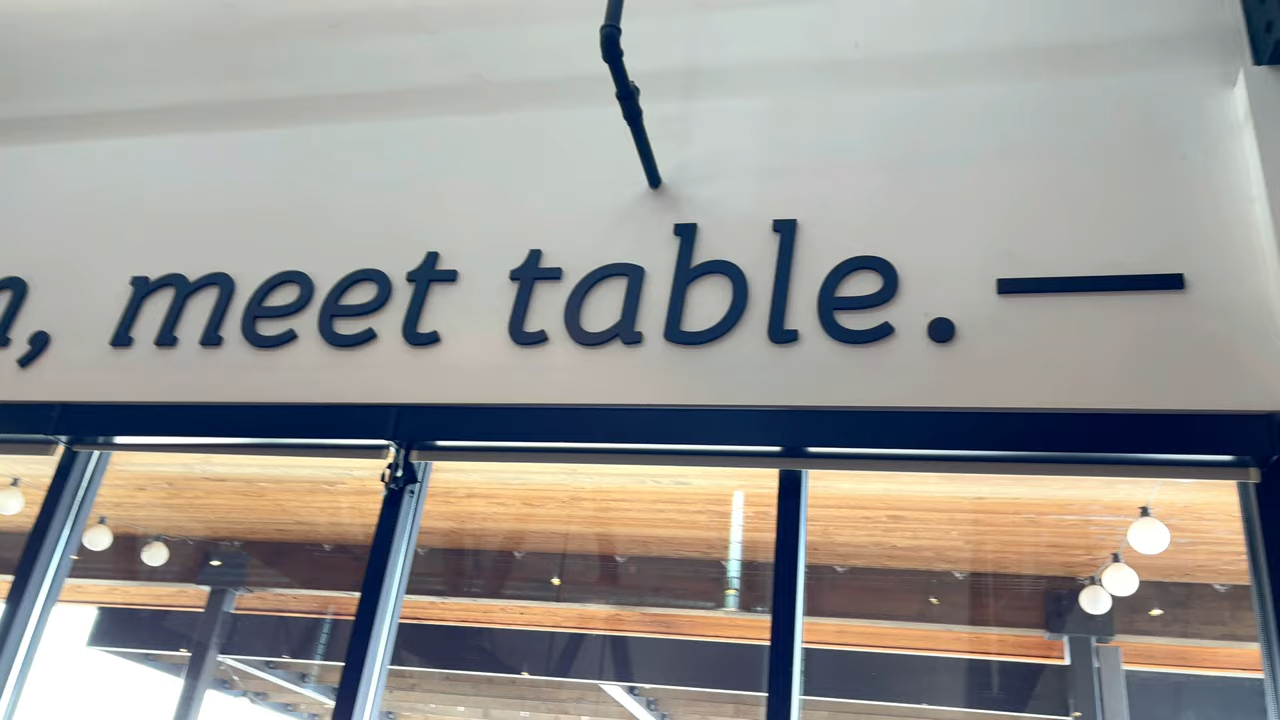 , meet table. —